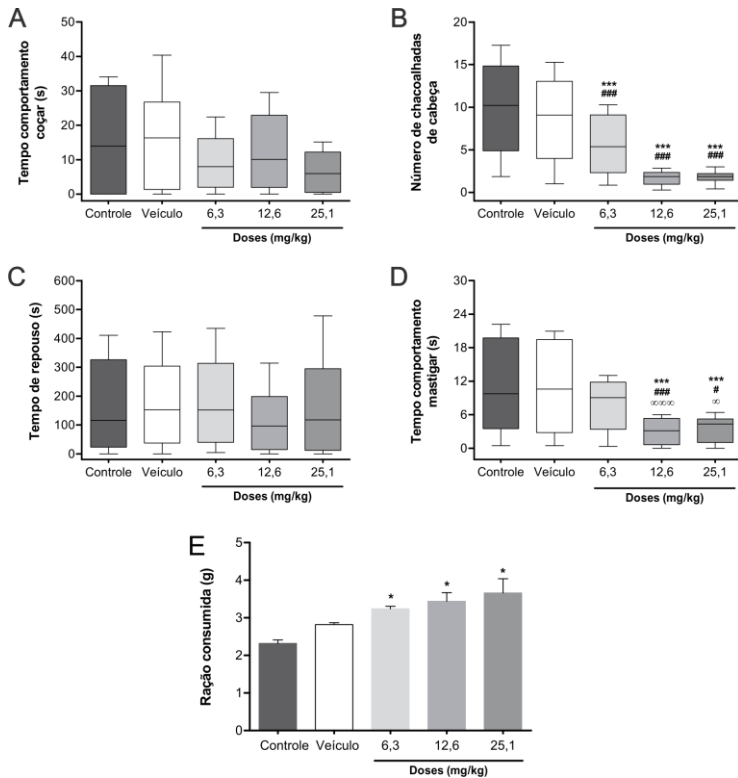 A
Tempo comportamento
coçar (s)
50
40
30
20
10
0
Controle Veículo 6,3 12,6 25,1
Doses (mg/kg)
B
Número de chacoalhadas
de cabeça
20
15
10
5
0
***
###
***
###
***
###
Controle Veículo 6,3 12,6 25,1
Doses (mg/kg)
C
Tempo de repouso (s)
600
500
400
300
200
100
0
Controle Veículo 6,3 12,6 25,1
Doses (mg/kg)
D
Tempo comportamento
mastigar (s)
30
24
18
12
6
0
***
###
∞∞∞
***
#
∞
Controle Veículo 6,3 12,6 25,1
Doses (mg/kg)
E
Ração consumida (g)
5
4
3
2
1
0
* * *
Controle Veículo 6,3 12,6 25,1
Doses (mg/kg)